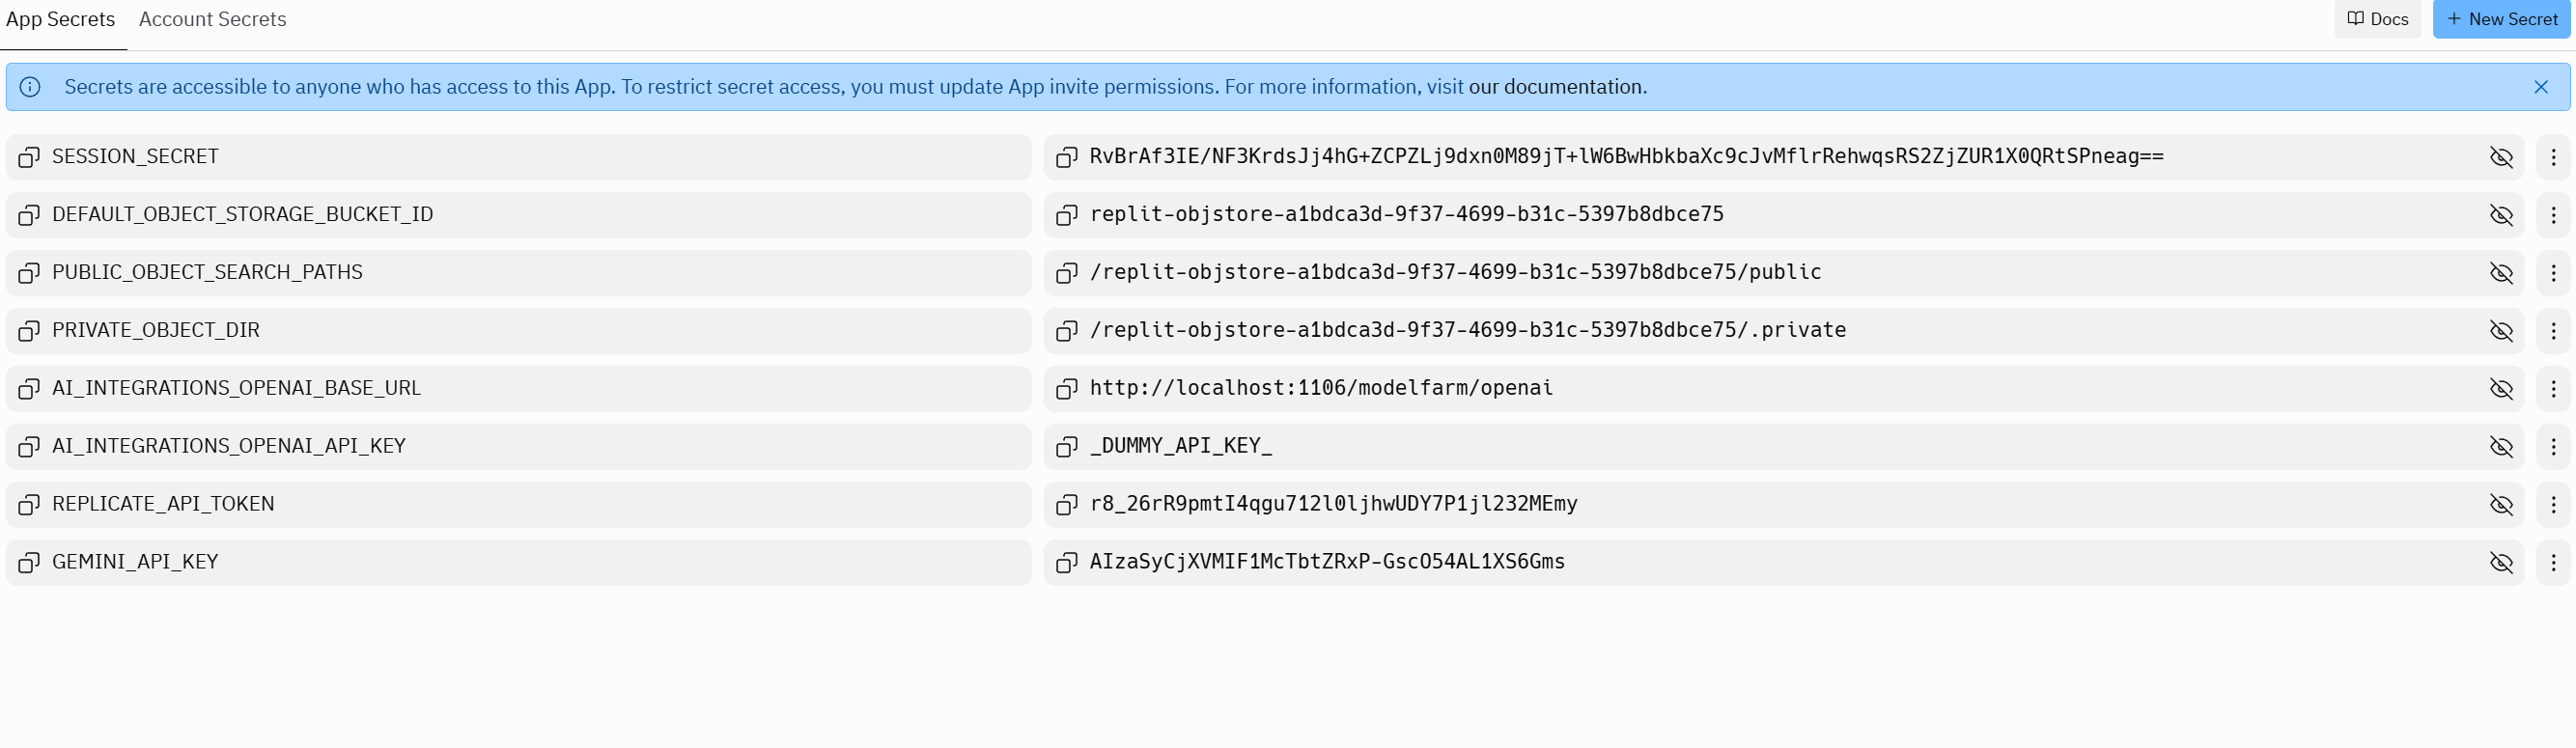 App Secrets Account Secrets Docs + New Secret
Secrets are accessible to anyone who has access to this App. To restrict secret access, you must update App invite permissions. For more information, visit our documentation.
SESSION_SECRET RvBrAf3IE/NF3KrdsJj4hG+ZCPZLj9dxn0M89jT+lW6BwHbkbaXc9cJvMflrRehwqsRS2ZjZUR1X0QRtSPneag==
DEFAULT_OBJECT_STORAGE_BUCKET_ID replit-objstore-a1bdca3d-9f37-4699-b31c-5397b8dbce75
PUBLIC_OBJECT_SEARCH_PATHS /replit-objstore-a1bdca3d-9f37-4699-b31c-5397b8dbce75/public
PRIVATE_OBJECT_DIR /replit-objstore-a1bdca3d-9f37-4699-b31c-5397b8dbce75/.private
AI_INTEGRATIONS_OPENAI_BASE_URL http://localhost:1106/modelfarm/openai
AI_INTEGRATIONS_OPENAI_API_KEY _DUMMY_API_KEY_
REPLICATE_API_TOKEN r8_26rR9pmtI4qgu712l0ljhwUDY7P1jl232MEmy
GEMINI_API_KEY AIzaSyCjXVMIF1McTbtZRxP-GscO54AL1XS6Gms